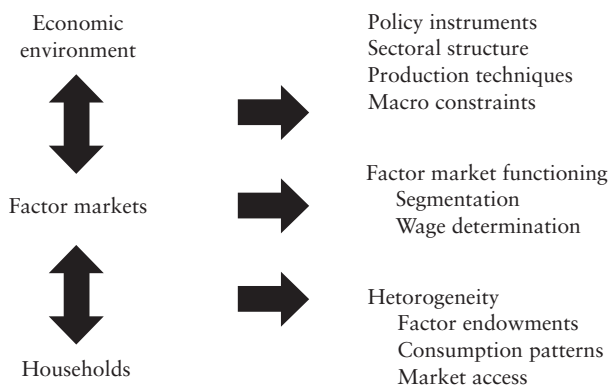 Economic
environment
Policy instruments
Sectoral structure
Production techniques
Macro constraints
Factor markets
Factor market functioning
Segmentation
Wage determination
Households
Hetorogeneity
Factor endowments
Consumption patterns
Market access